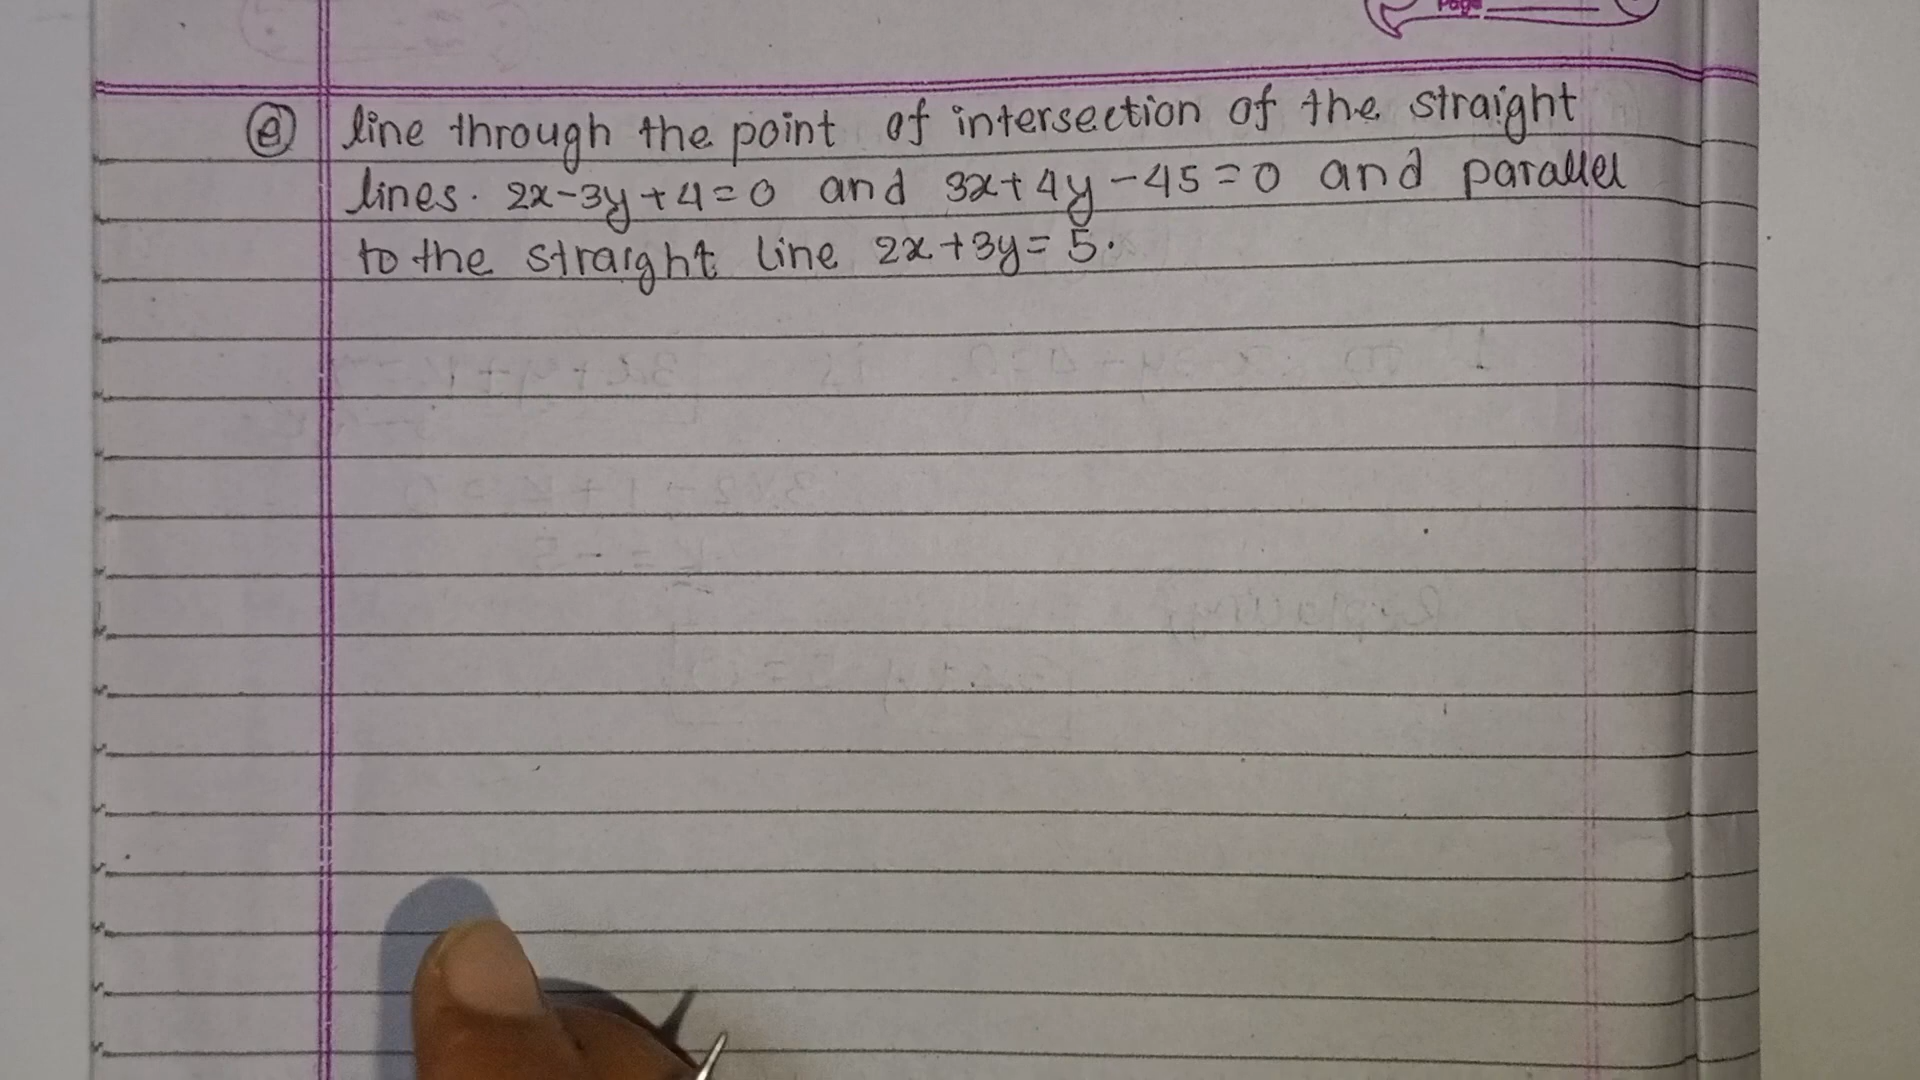 Page
(e) line through the point of intersection of the straight
lines. 2x-3y+4=0 and 3x+4y-45=0 and parallel
to the straight line 2x+3y=5.